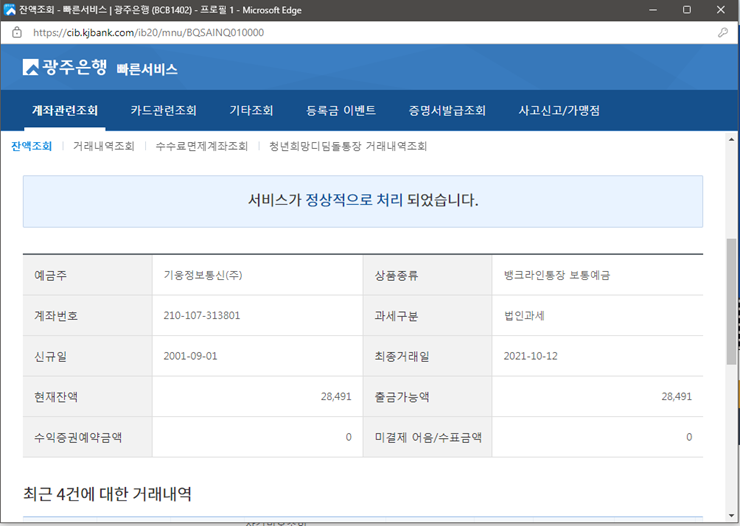 잔액조회 - 빠른서비스 | 광주은행 (BCB1402) - 프로필 1 - Microsoft Edge
https://cib.kjbank.com/ib20/mnu/BQSAINQ010000
광주은행 빠른서비스
계좌관련조회 카드관련조회 기타조회 등록금 이벤트 증명서발급조회 사고신고/가맹점
잔액조회 거래내역조회 수수료면제계좌조회 청년희망디딤돌통장 거래내역조회
서비스가 정상적으로 처리 되었습니다.
예금주 기웅정보통신(주) 상품종류 뱅크라인통장 보통예금
계좌번호 210-107-313801 과세구분 법인과세
신규일 2001-09-01 최종거래일 2021-10-12
현재잔액 28,491 출금가능액 28,491
수익증권예약금액 0 미결제 어음/수표금액 0
최근 4건에 대한 거래내역